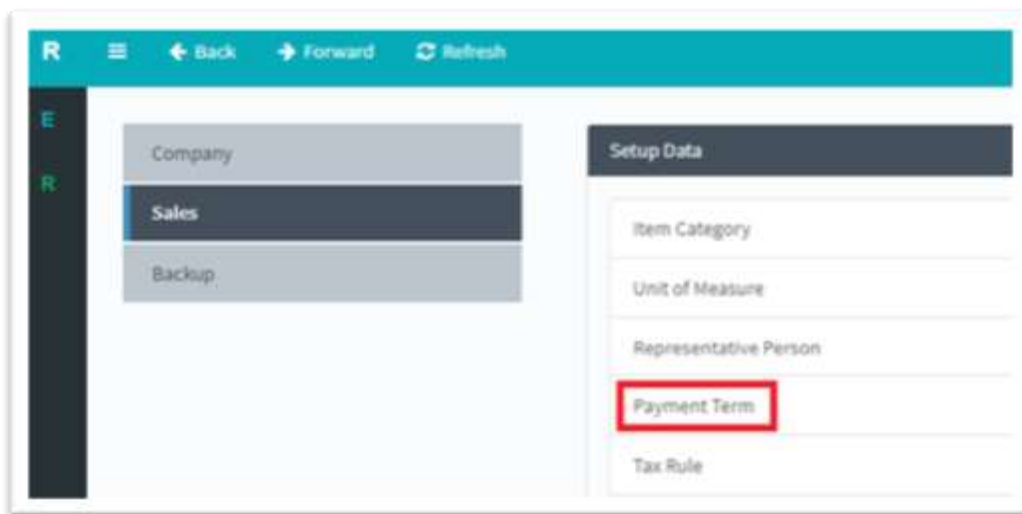 R ≡ Back Forward Refresh
E
R
Company
Sales
Backup
Setup Data
Item Category
Unit of Measure
Representative Person
Payment Term
Tax Rule